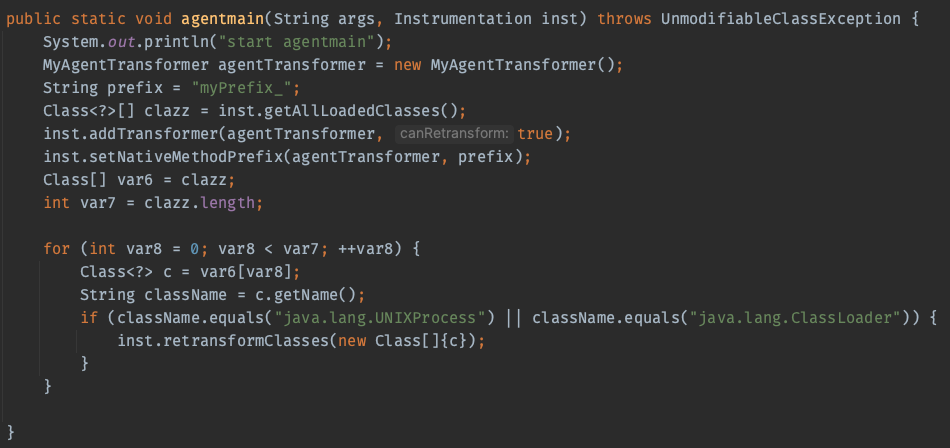 public static void agentmain(String args, Instrumentation inst) throws UnmodifiableClassException {
    System.out.println("start agentmain");
    MyAgentTransformer agentTransformer = new MyAgentTransformer();
    String prefix = "myPrefix_";
    Class<?>[] clazz = inst.getAllLoadedClasses();
    inst.addTransformer(agentTransformer, canRetransform: true);
    inst.setNativeMethodPrefix(agentTransformer, prefix);
    Class[] var6 = clazz;
    int var7 = clazz.length;

    for (int var8 = 0; var8 < var7; ++var8) {
        Class<?> c = var6[var8];
        String className = c.getName();
        if (className.equals("java.lang.UNIXProcess") || className.equals("java.lang.ClassLoader")) {
            inst.retransformClasses(new Class[]{c});
        }
    }

}